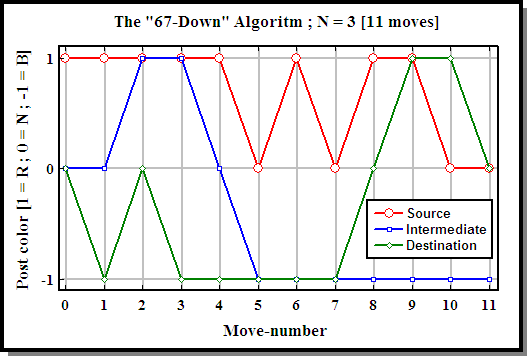 The "67-Down" Algoritm ; N = 3 [11 moves]
Post color [1 = R ; 0 = N ; -1 = B]
1
0
-1
Source
Intermediate
Destination
0 1 2 3 4 5 6 7 8 9 10 11
Move-number